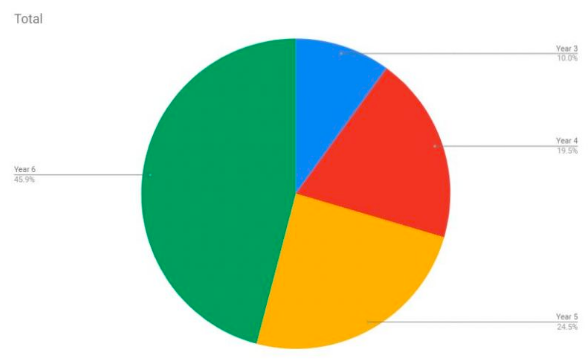 Total
Year 3
10.0%
Year 4
19.5%
Year 6
45.9%
Year 5
24.5%